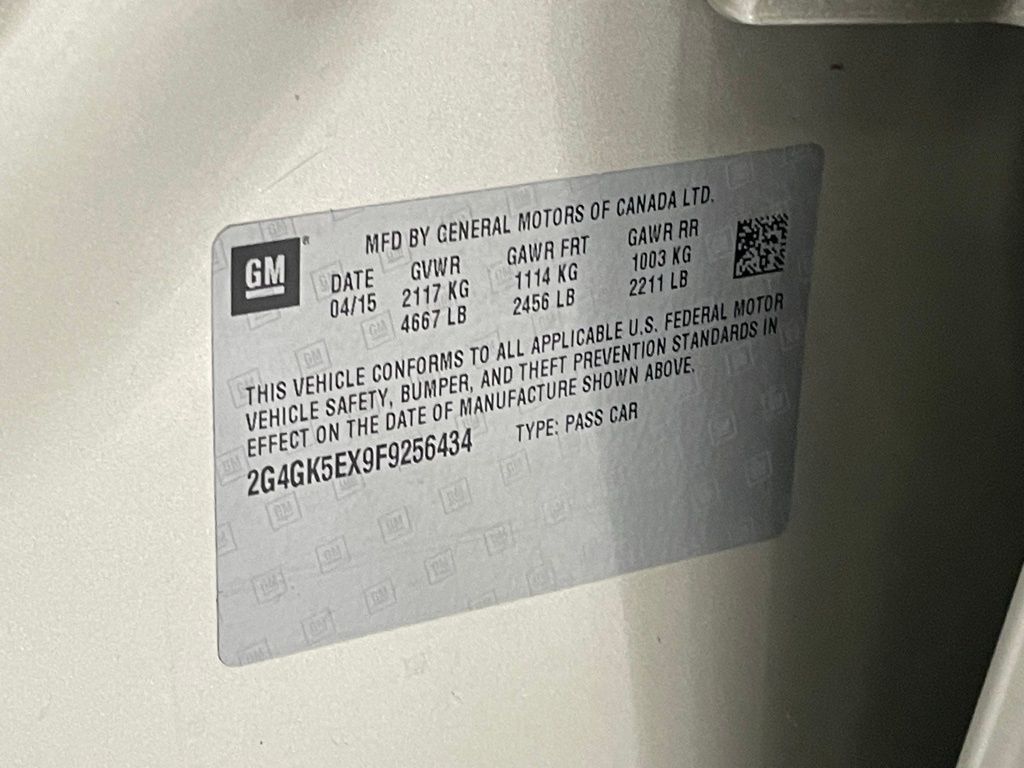 GM
MFD BY GENERAL MOTORS OF CANADA LTD.
DATE GVWR GAWR FRT GAWR RR
04/15 2117 KG 1114 KG 1003 KG
4667 LB 2456 LB 2211 LB
THIS VEHICLE CONFORMS TO ALL APPLICABLE U.S. FEDERAL MOTOR
VEHICLE SAFETY, BUMPER, AND THEFT PREVENTION STANDARDS IN
EFFECT ON THE DATE OF MANUFACTURE SHOWN ABOVE.
2G4GK5EX9F9256434 TYPE: PASS CAR